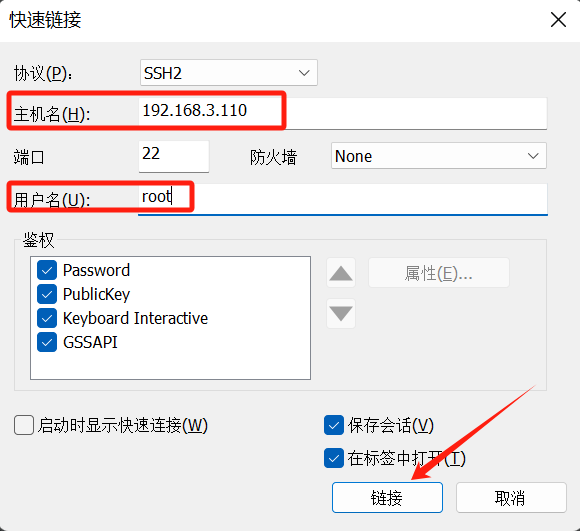 快速链接
协议(P):
SSH2
主机名(H):
192.168.3.110
端口
22
防火墙
None
用户名(U):
root
鉴权
Password
PublicKey
Keyboard Interactive
GSSAPI
属性(E)...
启动时显示快速连接(W)
保存会话(V)
在标签中打开(T)
链接
取消